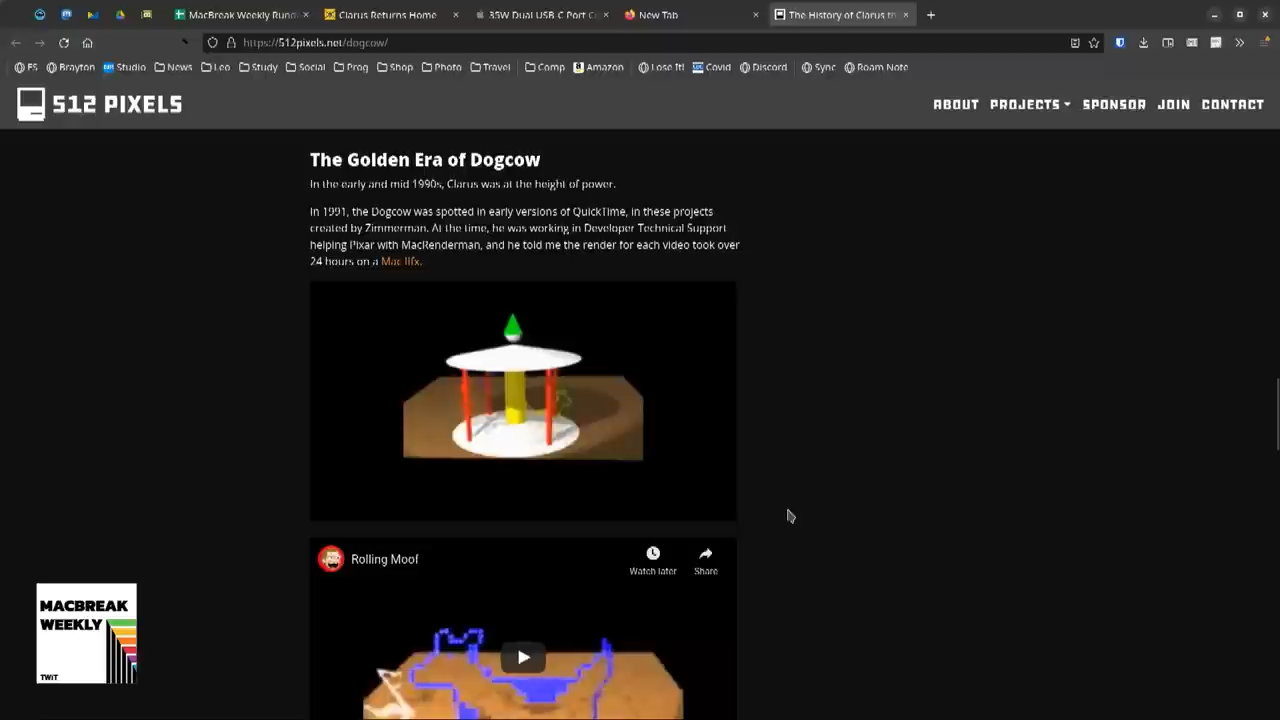 MacBreak Weekly Rund
Clarus Returns Home
35W Dual USB-C Port C
New Tab
The History of Clarus th
https://512pixels.net/dogcow/
FS
Brayton
Studio
News
Leo
Study
Social
Prog
Shop
Photo
Travel
Comp
Amazon
Lose It!
Covid
Discord
Sync
Roam Note
512 PIXELS
ABOUT
PROJECTS
SPONSOR
JOIN
CONTACT
The Golden Era of Dogcow
In the early and mid 1990s, Clarus was at the height of power.
In 1991, the Dogcow was spotted in early versions of QuickTime, in these projects
created by Zimmerman. At the time, he was working in Developer Technical Support
helping Pixar with MacRenderman, and he told me the render for each video took over
24 hours on a Mac IIfx.
Rolling Moof
Watch later
Share
MACBREAK
WEEKLY
TWiT